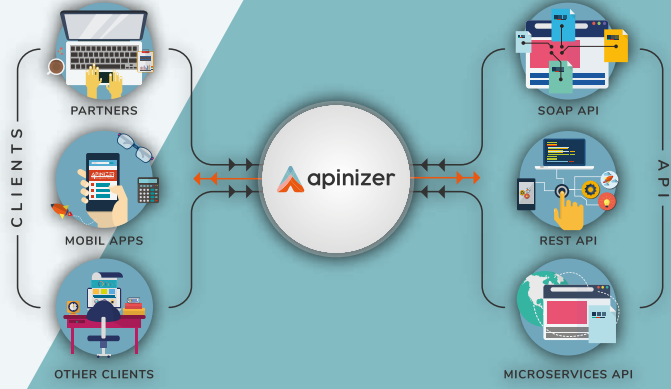 CLIENTS
PARTNERS
MOBIL APPS
OTHER CLIENTS
apinizer
SOAP API
REST API
MICROSERVICES API
API